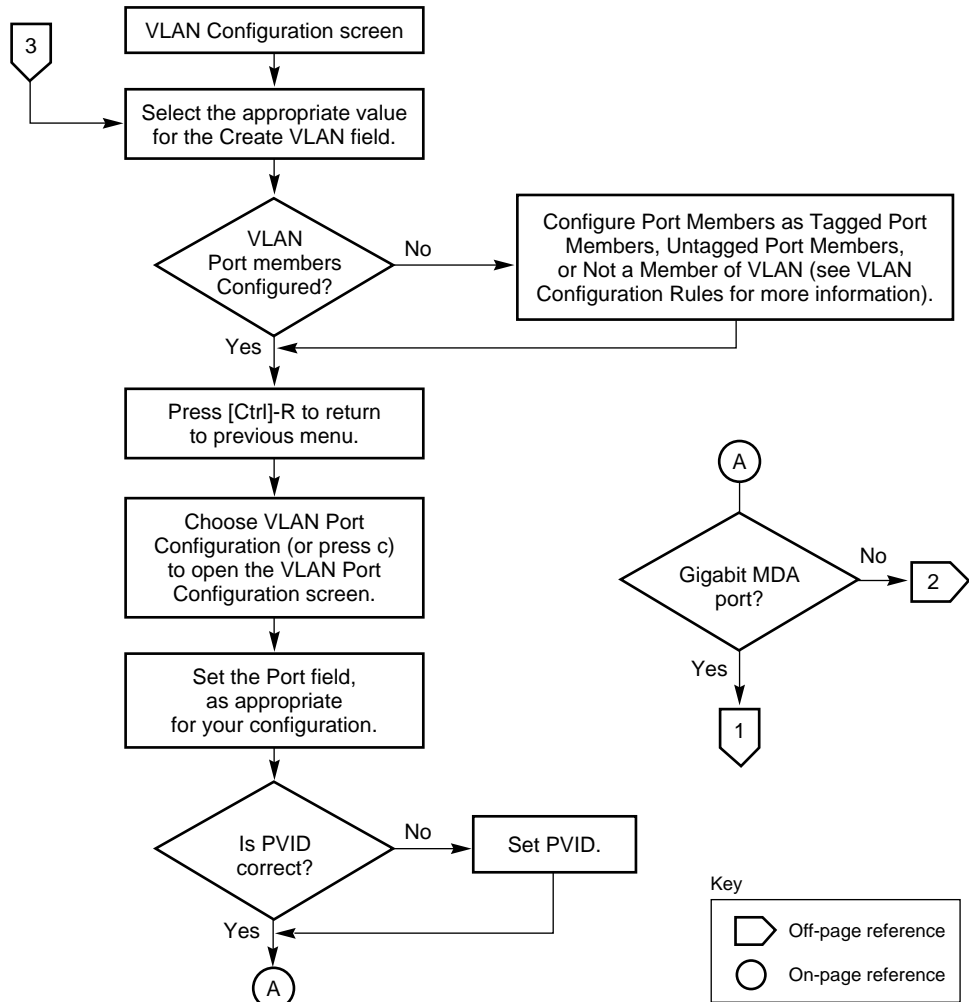 3
VLAN Configuration screen
Select the appropriate value
for the Create VLAN field.
VLAN
Port members
Configured?
No
Configure Port Members as Tagged Port
Members, Untagged Port Members,
or Not a Member of VLAN (see VLAN
Configuration Rules for more information).
Yes
Press [Ctrl]-R to return
to previous menu.
Choose VLAN Port
Configuration (or press c)
to open the VLAN Port
Configuration screen.
Set the Port field,
as appropriate
for your configuration.
Is PVID
correct?
No
Set PVID.
Yes
A
A
Gigabit MDA
port?
No
2
Yes
1
Key
Off-page reference
On-page reference